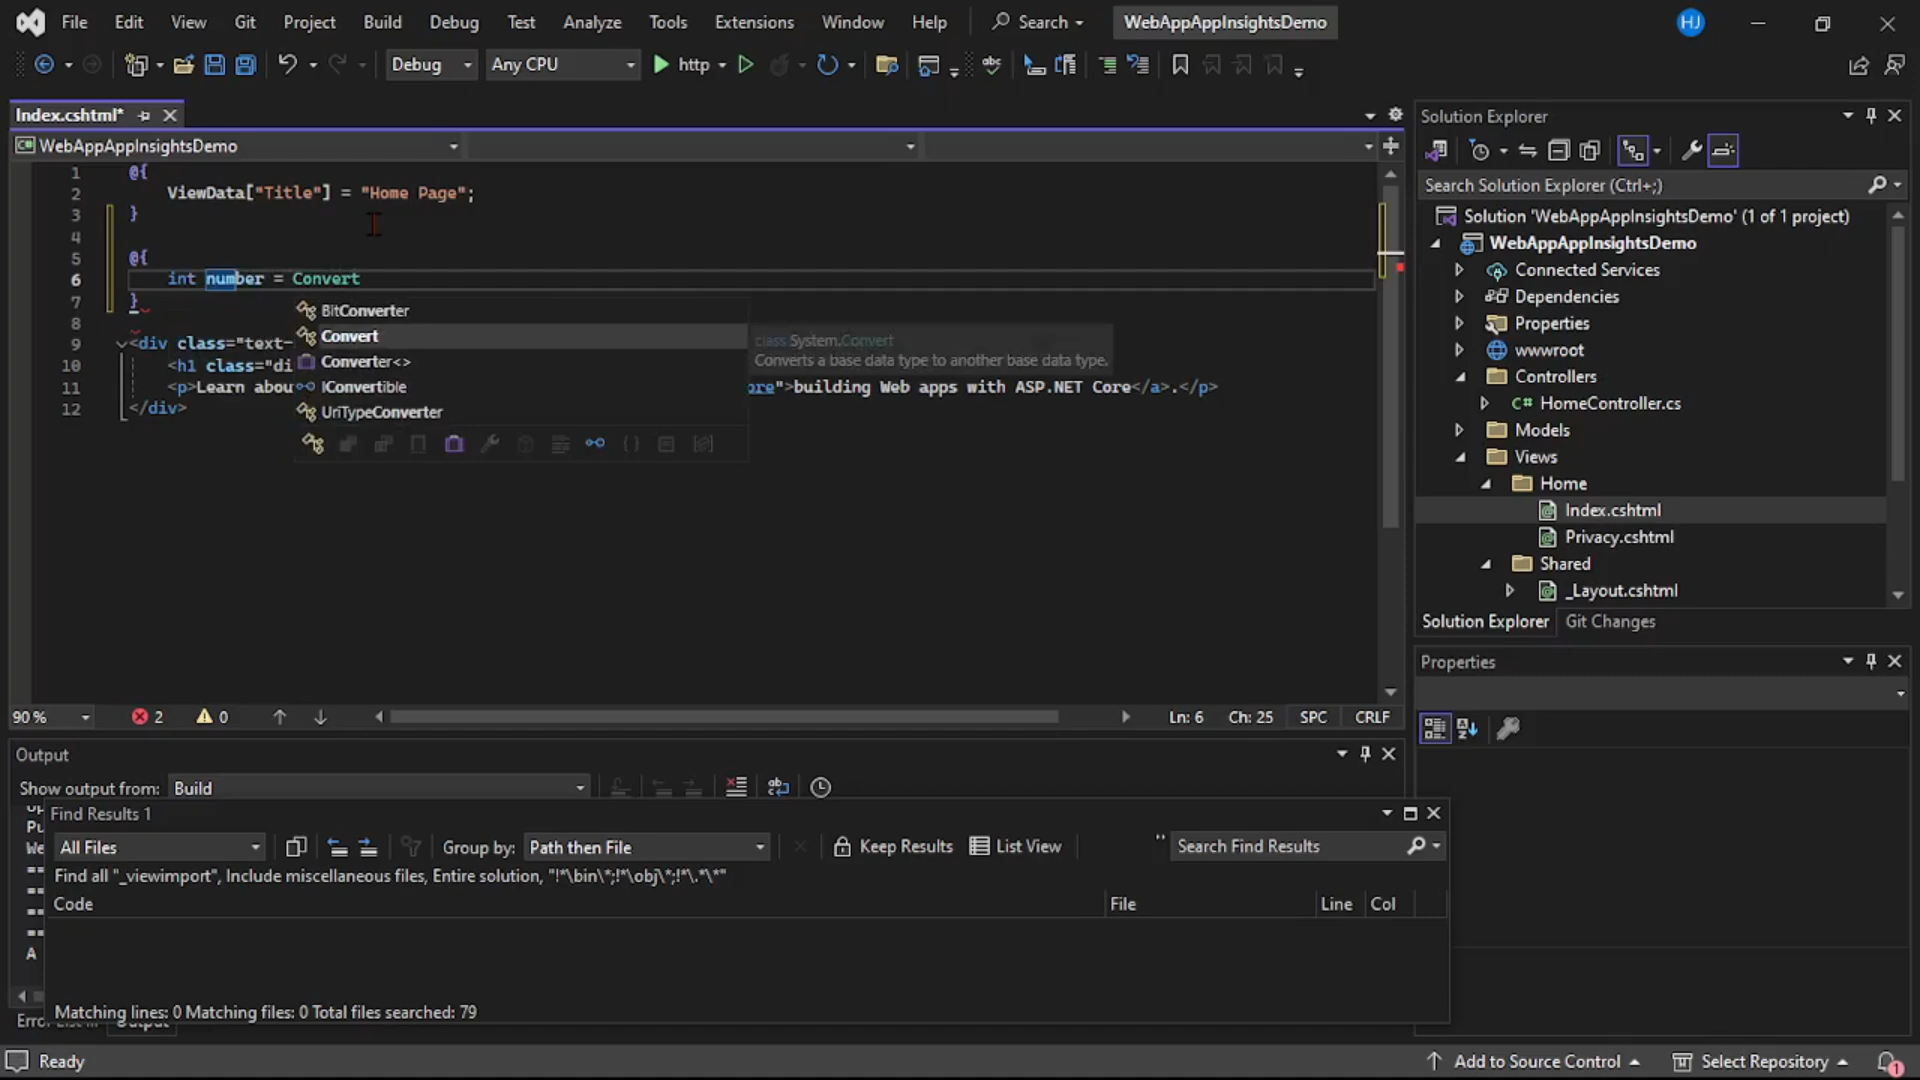 File Edit View Git Project Build Debug Test Analyze Tools Extensions Window Help Search WebAppAppInsightsDemo HJ
Debug Any CPU http
Index.cshtml*
WebAppAppInsightsDemo
1 @{
2 ViewData["Title"] = "Home Page";
3 }
4
5 @{
6 int number = Convert
7 }
8
9 <div class="text-
10 <h1 class="di
11 <p>Learn abou ore">building Web apps with ASP.NET Core</a>.</p>
12 </div>
BitConverter
Convert
Converter<>
IConvertible
UriTypeConverter
class System.Convert
Converts a base data type to another base data type.
90 % 2 0 Ln: 6 Ch: 25 SPC CRLF
Output
Show output from: Build
Find Results 1
All Files Group by: Path then File Keep Results List View Search Find Results
Find all "_viewimport", Include miscellaneous files, Entire solution, "!*\bin\*;!*\obj\*;!*\.*\*"
Code File Line Col
Pu
We
==
==
==
==
A
Matching lines: 0 Matching files: 0 Total files searched: 79
Solution Explorer
Search Solution Explorer (Ctrl+;)
Solution 'WebAppAppInsightsDemo' (1 of 1 project)
WebAppAppInsightsDemo
Connected Services
Dependencies
Properties
wwwroot
Controllers
C# HomeController.cs
Models
Views
Home
Index.cshtml
Privacy.cshtml
Shared
_Layout.cshtml
Solution Explorer Git Changes
Properties
Ready Add to Source Control Select Repository 1